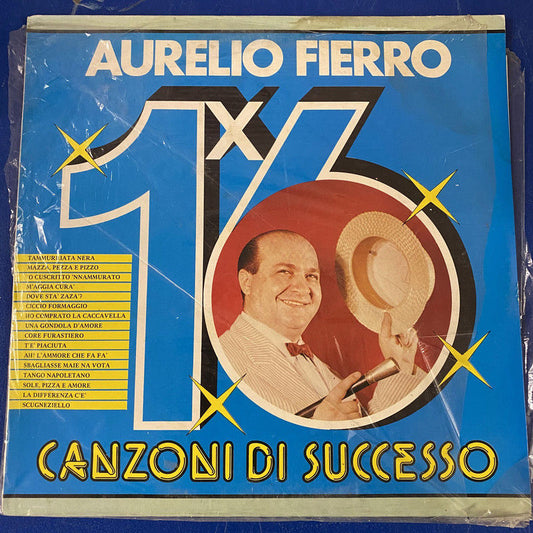 AURELIO FIERRO
1X6
TAMMURRIATA NERA
MAZZA, PEZZA E PIZZO
'O CUSCRITTO 'NNAMMURATO
M'AGGIA CURA'
DOVE STA' ZAZA'?
CICCIO FORMAGGIO
HO COMPRATO LA CACCAVELLA
UNA GONDOLA D'AMORE
CORE FURASTIERO
T'E' PIACIUTA
AH! L'AMMORE CHE FA FA'
SBAGLIASSE MAIE NA VOTA
TANGO NAPOLETANO
SOLE, PIZZA E AMORE
LA DIFFERENZA C'E'
SCUGNEZIELLO
CANZONI DI SUCCESSO